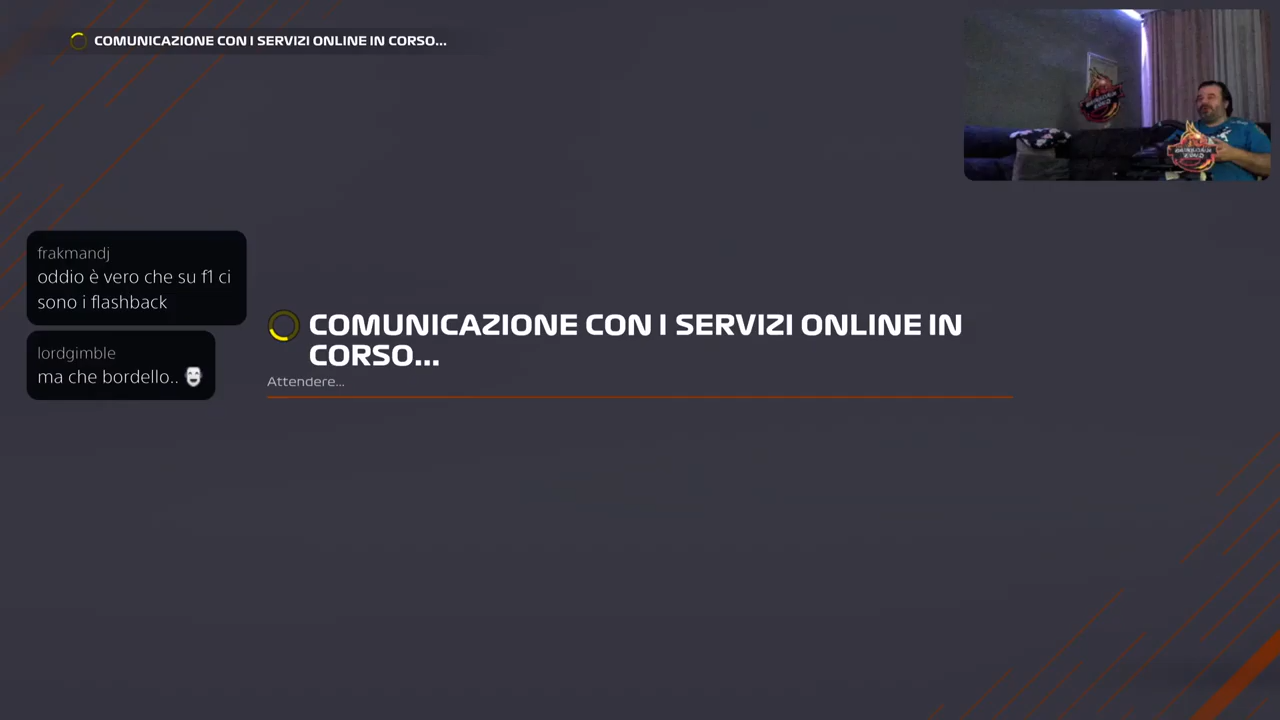 COMUNICAZIONE CON I SERVIZI ONLINE IN CORSO...
frakmandj
oddio è vero che su f1 ci
sono i flashback
lordgimble
ma che bordello..
COMUNICAZIONE CON I SERVIZI ONLINE IN
CORSO...
Attendere...